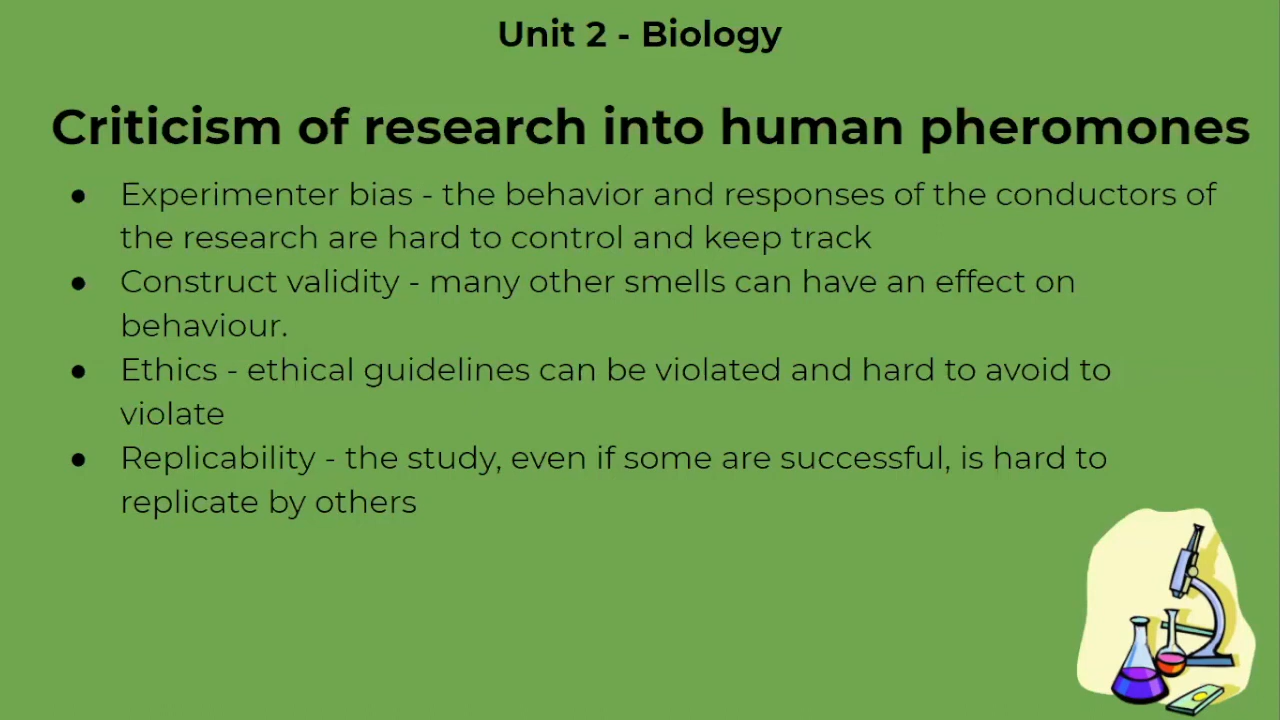 Unit 2 - Biology
Criticism of research into human pheromones
● Experimenter bias - the behavior and responses of the conductors of
the research are hard to control and keep track
● Construct validity - many other smells can have an effect on
behaviour.
● Ethics - ethical guidelines can be violated and hard to avoid to
violate
● Replicability - the study, even if some are successful, is hard to
replicate by others